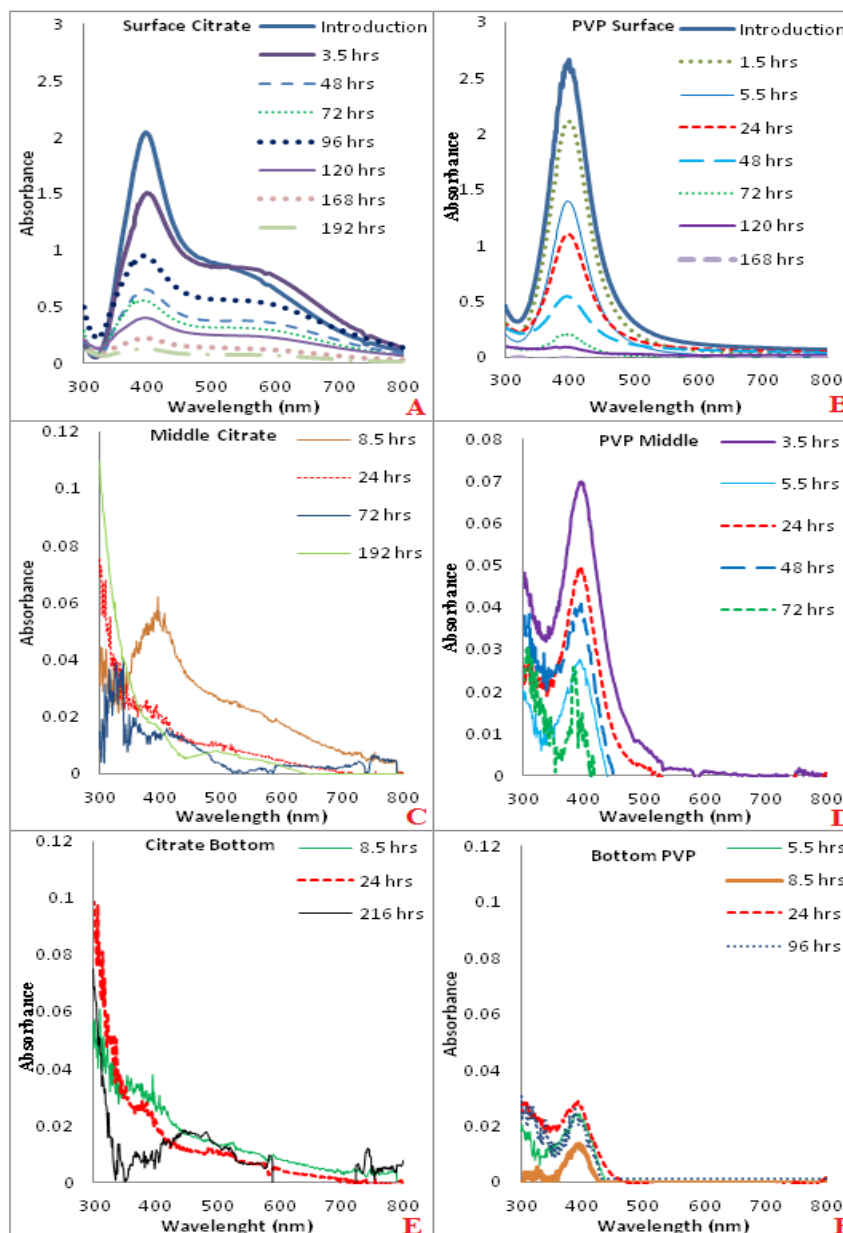 Surface Citrate
Introduction
3.5 hrs
48 hrs
72 hrs
96 hrs
120 hrs
168 hrs
192 hrs
3
2.5
2
1.5
1
0.5
0
300 400 500 600 700 800
Absorbance
Wavelength (nm)
A
PVP Surface
Introduction
1.5 hrs
5.5 hrs
24 hrs
48 hrs
72 hrs
120 hrs
168 hrs
3
2.5
2
1.5
1
0.5
0
300 400 500 600 700 800
Absorbance
Wavelength (nm)
B
Middle Citrate
8.5 hrs
24 hrs
72 hrs
192 hrs
0.12
0.1
0.08
0.06
0.04
0.02
0
300 400 500 600 700 800
Absorbance
Wavelength (nm)
C
PVP Middle
3.5 hrs
5.5 hrs
24 hrs
48 hrs
72 hrs
0.08
0.07
0.06
0.05
0.04
0.03
0.02
0.01
0
300 400 500 600 700 800
Absorbance
Wavelength (nm)
D
Citrate Bottom
8.5 hrs
24 hrs
216 hrs
0.12
0.1
0.08
0.06
0.04
0.02
0
300 400 500 600 700 800
Absorbance
Wavelenght (nm)
E
Bottom PVP
5.5 hrs
8.5 hrs
24 hrs
96 hrs
0.12
0.1
0.08
0.06
0.04
0.02
0
300 400 500 600 700 800
Absorbance
Wavelength (nm)
F